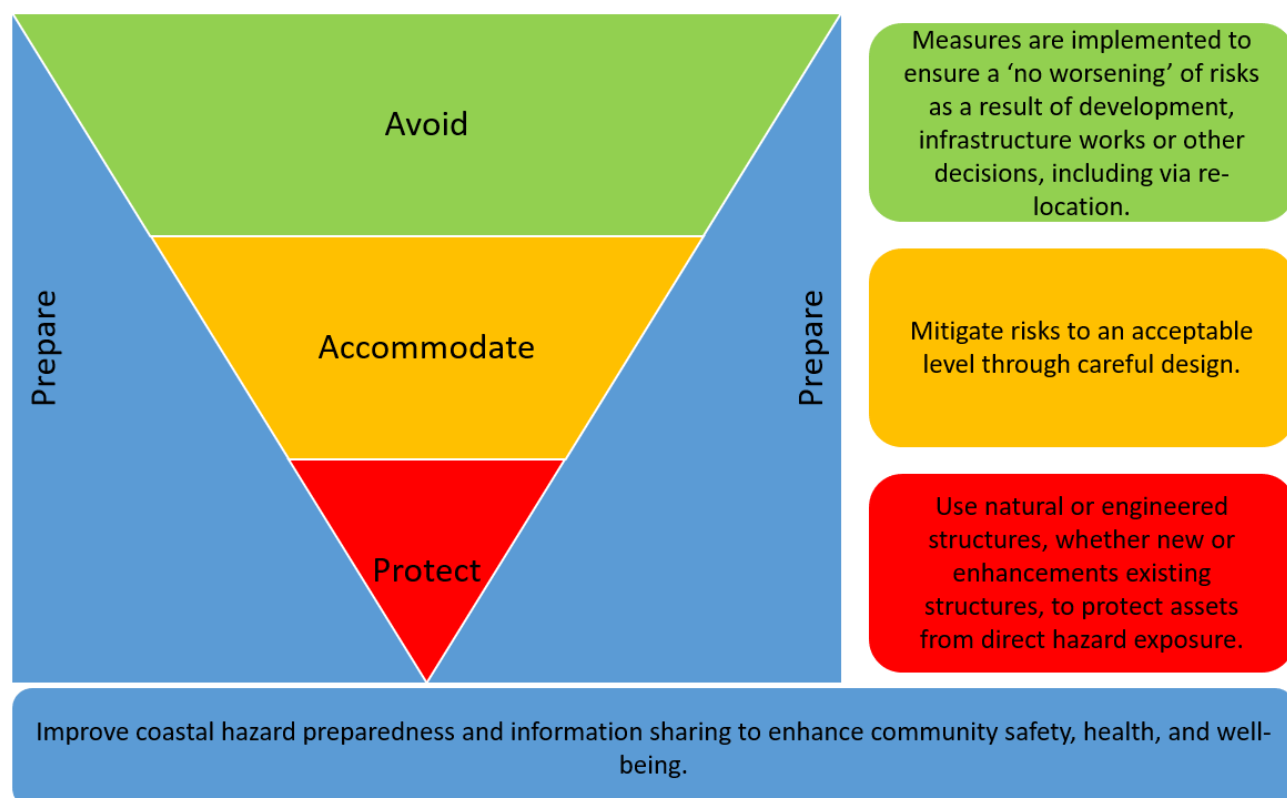 Avoid
Accommodate
Protect
Prepare
Prepare
Measures are implemented to
ensure a ‘no worsening’ of risks
as a result of development,
infrastructure works or other
decisions, including via re-
location.
Mitigate risks to an acceptable
level through careful design.
Use natural or engineered
structures, whether new or
enhancements existing
structures, to protect assets
from direct hazard exposure.
Improve coastal hazard preparedness and information sharing to enhance community safety, health, and well-
being.